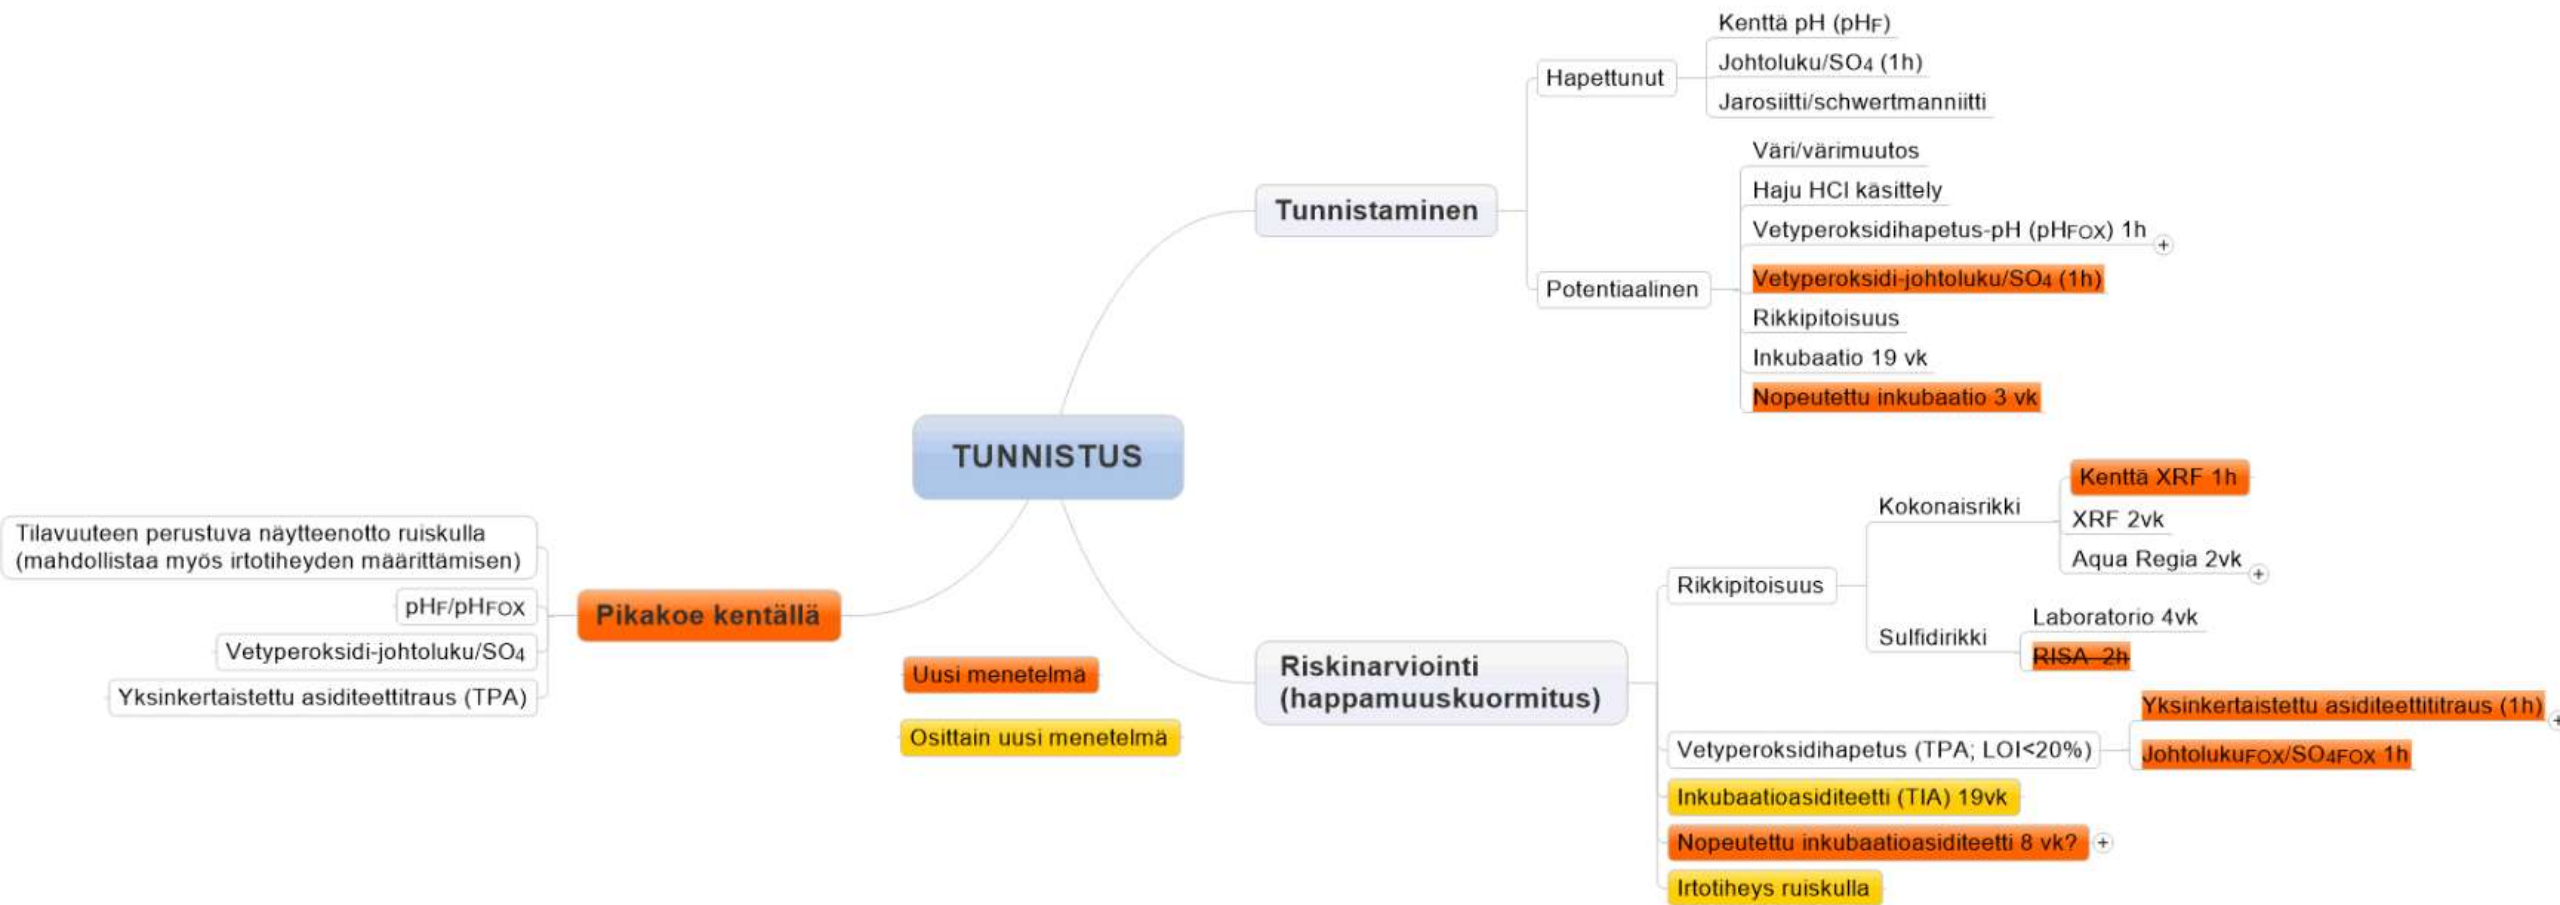 Kenttä pH (pHF)
Johtoluku/SO4 (1h)
Hapettunut
Jarosiitti/schwertmanniitti
Väri/värimuutos
Haju HCl käsittely
Tunnistaminen
Vetyperoksidihapetus-pH (pHFOX) 1h
Vetyperoksidi-johtoluku/SO4 (1h)
Potentiaalinen
Rikkipitoisuus
Inkubaatio 19 vk
Nopeutettu inkubaatio 3 vk
TUNNISTUS
Tilavuuteen perustuva näytteenotto ruiskulla
(mahdollistaa myös irtotiheyden määrittämisen)
pHF/pHFOX
Pikakoe kentällä
Vetyperoksidi-johtoluku/SO4
Yksinkertaistettu asiditeettitraus (TPA)
Uusi menetelmä
Osittain uusi menetelmä
Riskinarviointi
(happamuuskuormitus)
Kenttä XRF 1h
Kokonaisrikki
XRF 2vk
Aqua Regia 2vk
Rikkipitoisuus
Laboratorio 4vk
Sulfidirikki
RISA 2h
Yksinkertaistettu asiditeettititraus (1h)
Vetyperoksidihapetus (TPA; LOI<20%)
JohtolukuFOX/SO4FOX 1h
Inkubaatioasiditeetti (TIA) 19vk
Nopeutettu inkubaatioasiditeetti 8 vk?
Irtotiheys ruiskulla